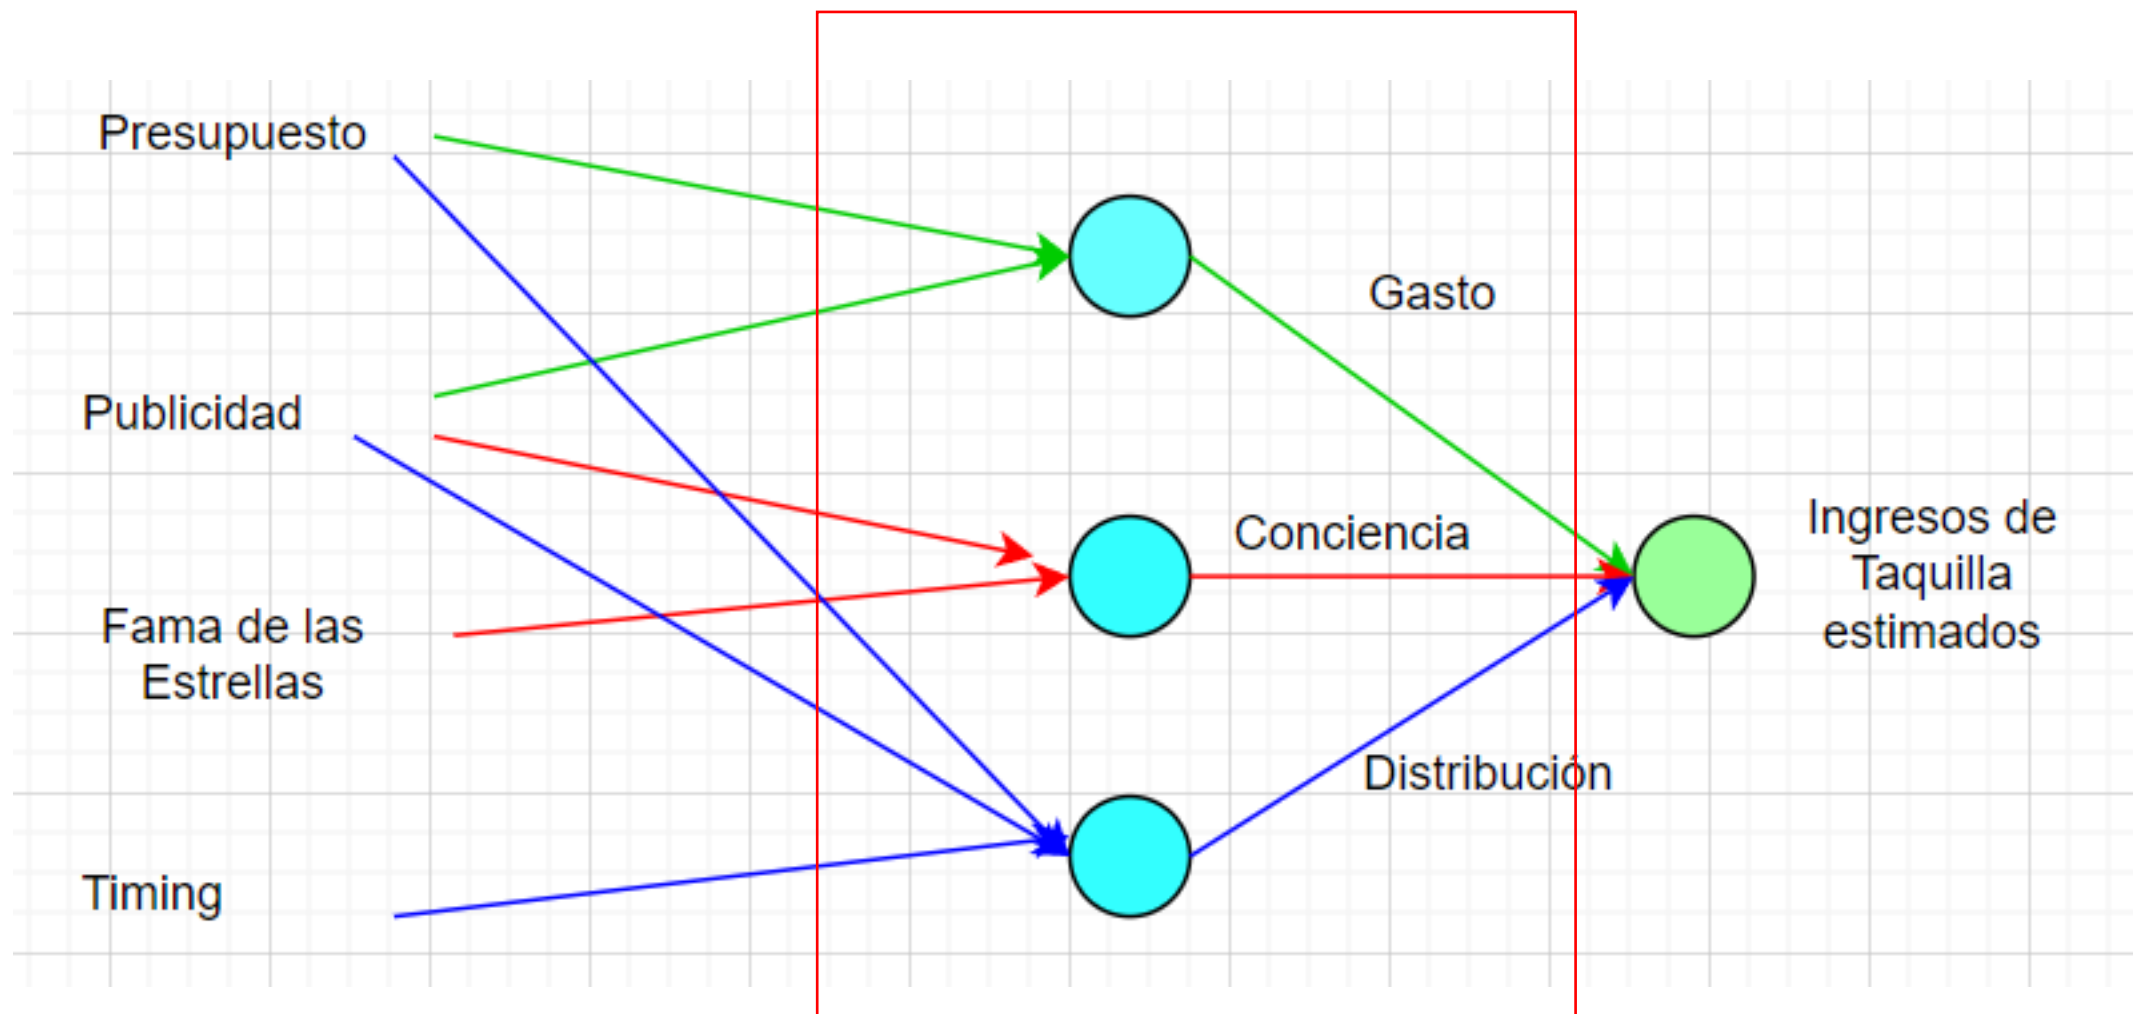 Presupuesto
Gasto
Publicidad
Conciencia
Ingresos de
Taquilla
estimados
Fama de las
Estrellas
Distribución
Timing